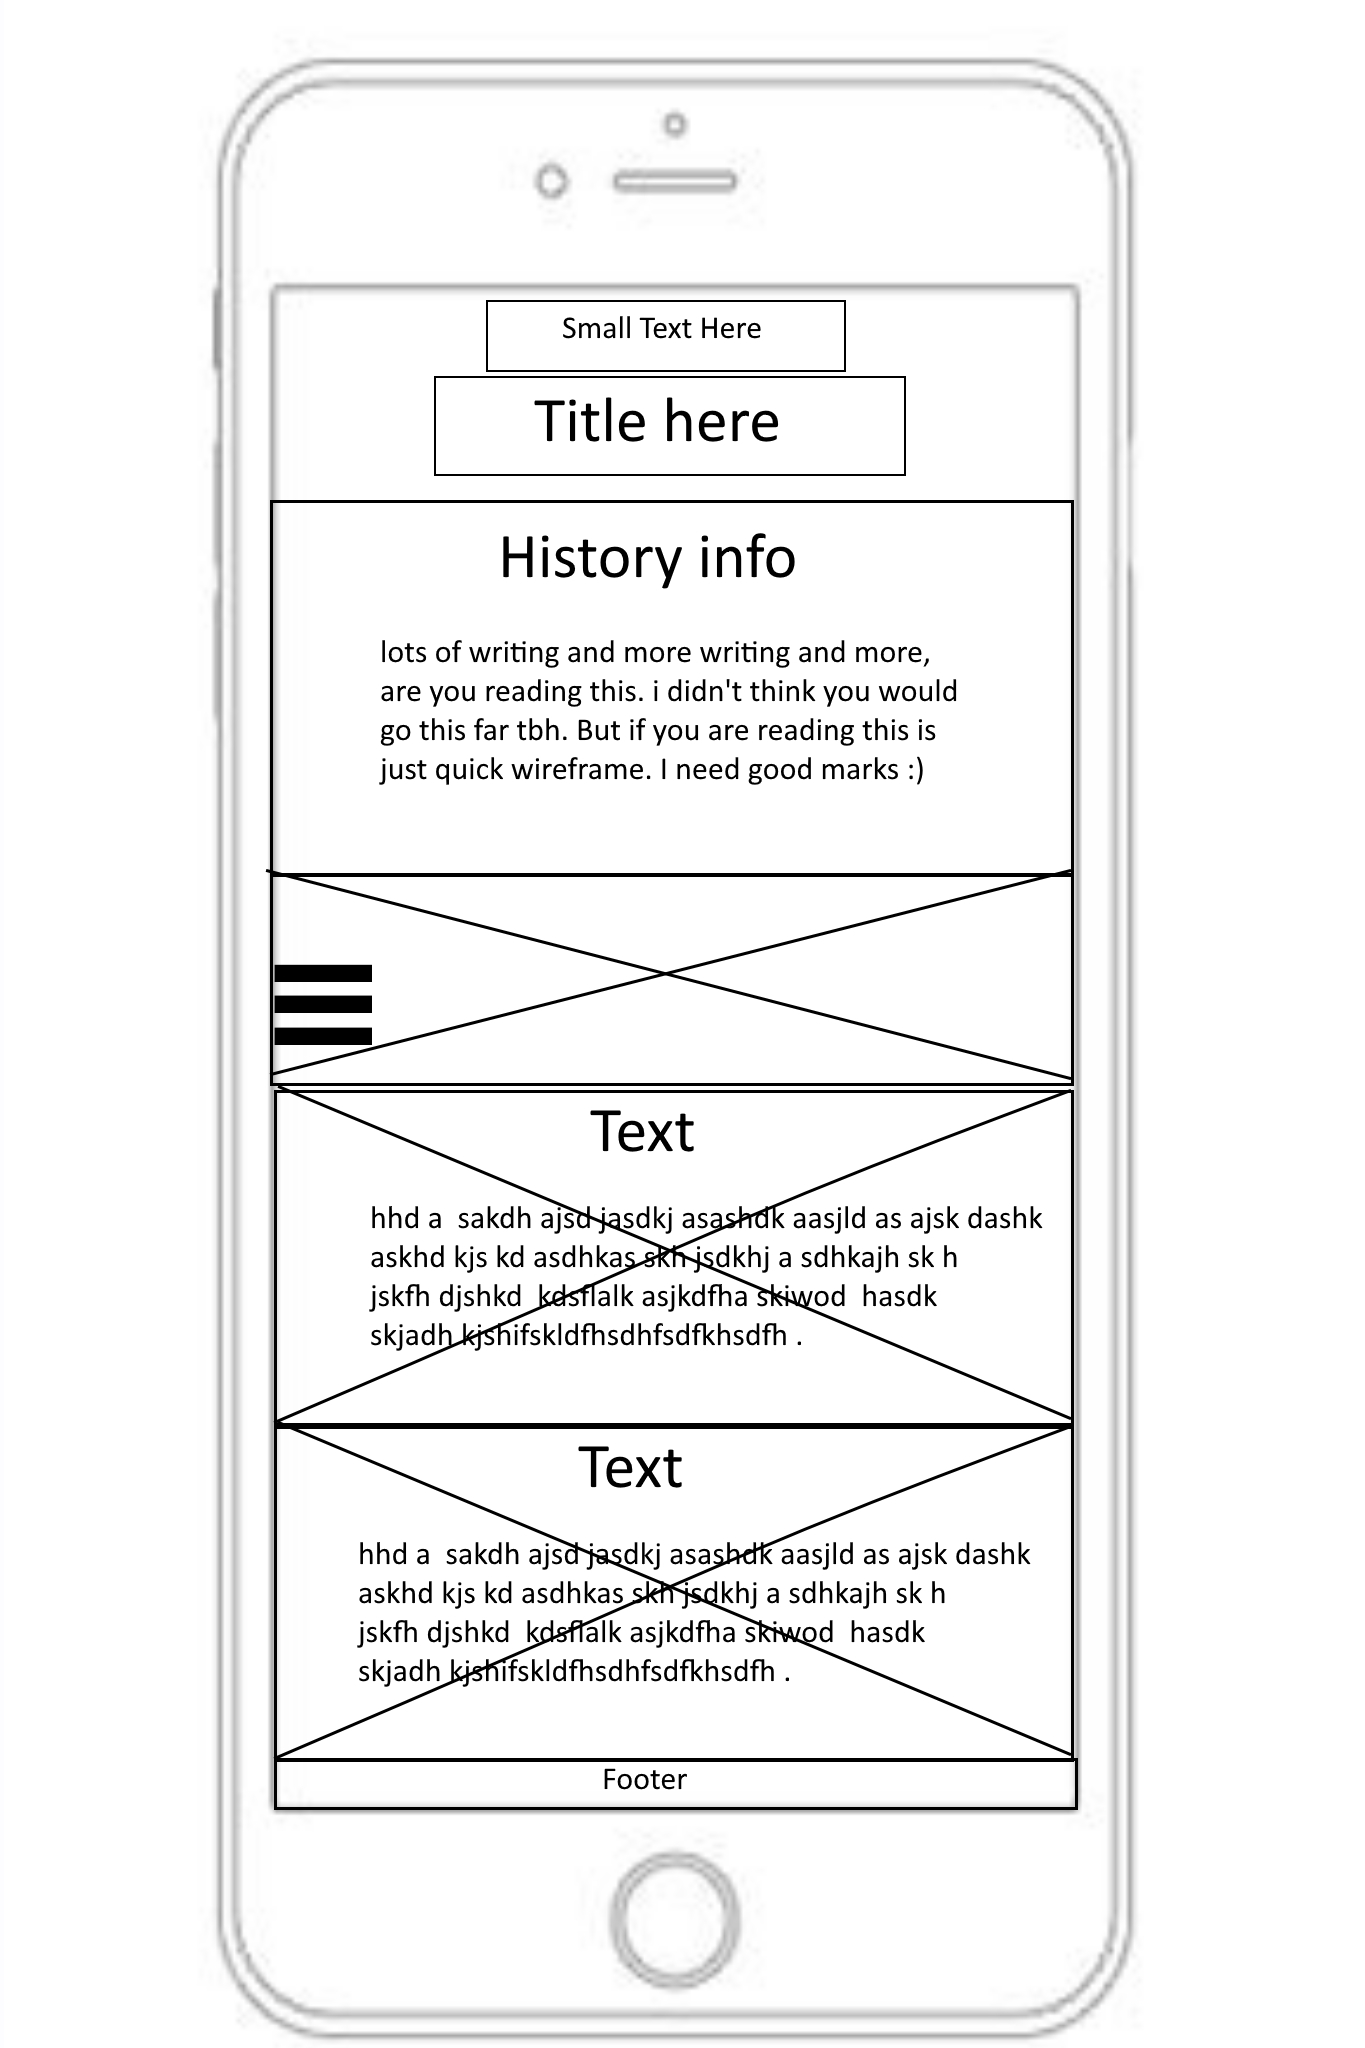 Small Text Here
Title here
History info
lots of writing and more writing and more,
are you reading this. i didn't think you would
go this far tbh. But if you are reading this is
just quick wireframe. I need good marks :)
Text
hhd a  sakdh ajsd jasdkj asashdk aasjld as ajsk dashk
askhd kjs kd asdhkas skh jsdkhj a sdhkajh sk h
jskfh djshkd  kdsflalk asjkdfha skiwod  hasdk
skjadh kjshifskldfhsdhfsdfkhsdfh .
Text
hhd a  sakdh ajsd jasdkj asashdk aasjld as ajsk dashk
askhd kjs kd asdhkas skh jsdkhj a sdhkajh sk h
jskfh djshkd  kdsflalk asjkdfha skiwod  hasdk
skjadh kjshifskldfhsdhfsdfkhsdfh .
Footer